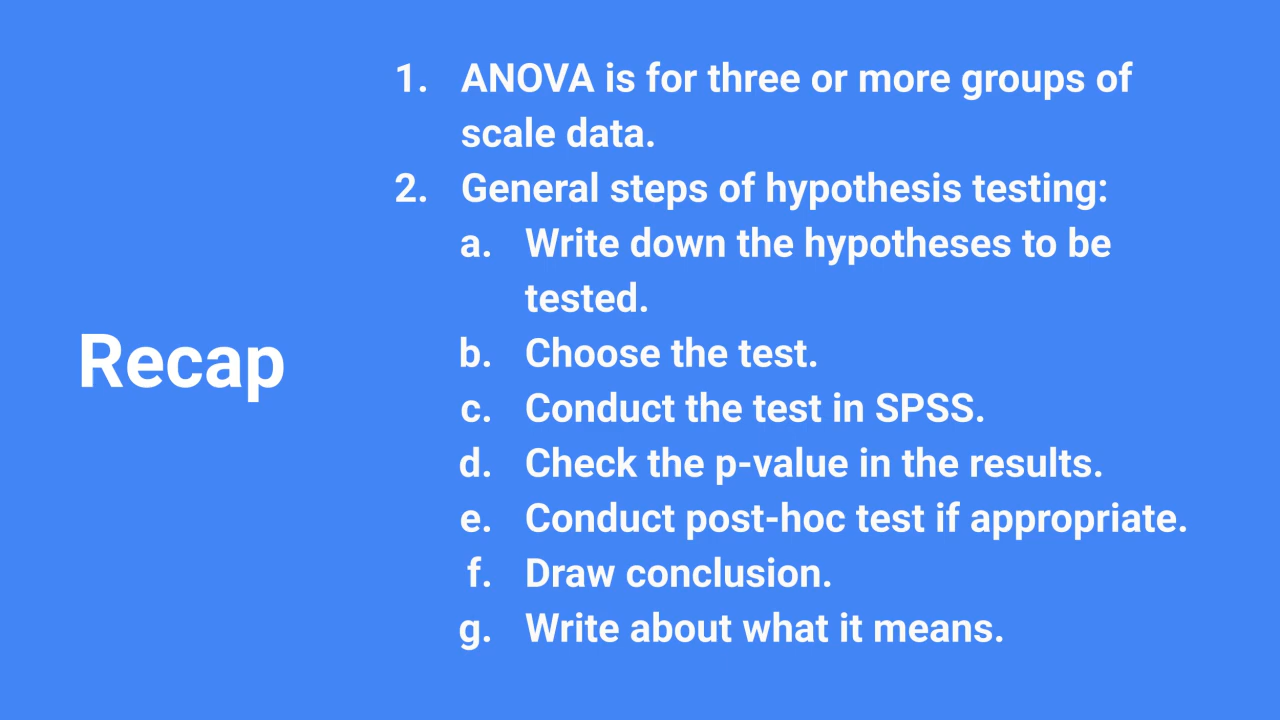 Recap
1. ANOVA is for three or more groups of
scale data.
2. General steps of hypothesis testing:
a. Write down the hypotheses to be
tested.
b. Choose the test.
c. Conduct the test in SPSS.
d. Check the p-value in the results.
e. Conduct post-hoc test if appropriate.
f. Draw conclusion.
g. Write about what it means.